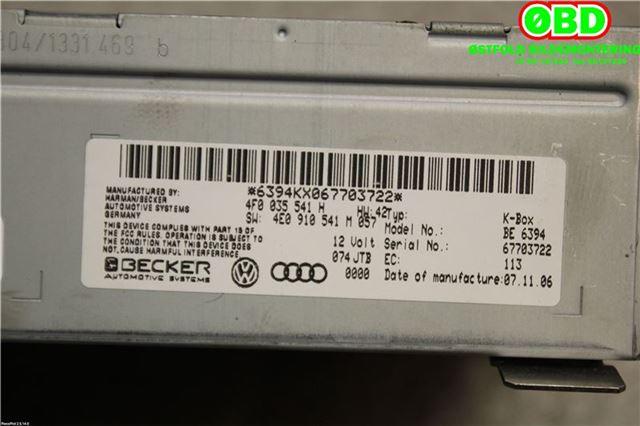 304/1331 469 b
ØBD
ØSTFOLD BILDEMONTERING
*6394KX067703722*
MANUFACTURED BY:
HARMAN/BECKER
AUTOMOTIVE SYSTEMS
GERMANY
4F0 035 541 H HW:42Typ: K-Box
SW: 4E0 910 541 M 057 Model No.: BE 6394
THIS DEVICE COMPLIES WITH PART 15 OF
THE FCC RULES. OPERATION IS SUBJECT TO
THE CONDITION THAT THIS DEVICE DOES
NOT CAUSE HARMFUL INTERFERENCE
12 Volt Serial No.: 67703722
074 JTB EC: 113
0000 Date of manufacture: 07.11.06
BECKER
AUTOMOTIVE SYSTEMS